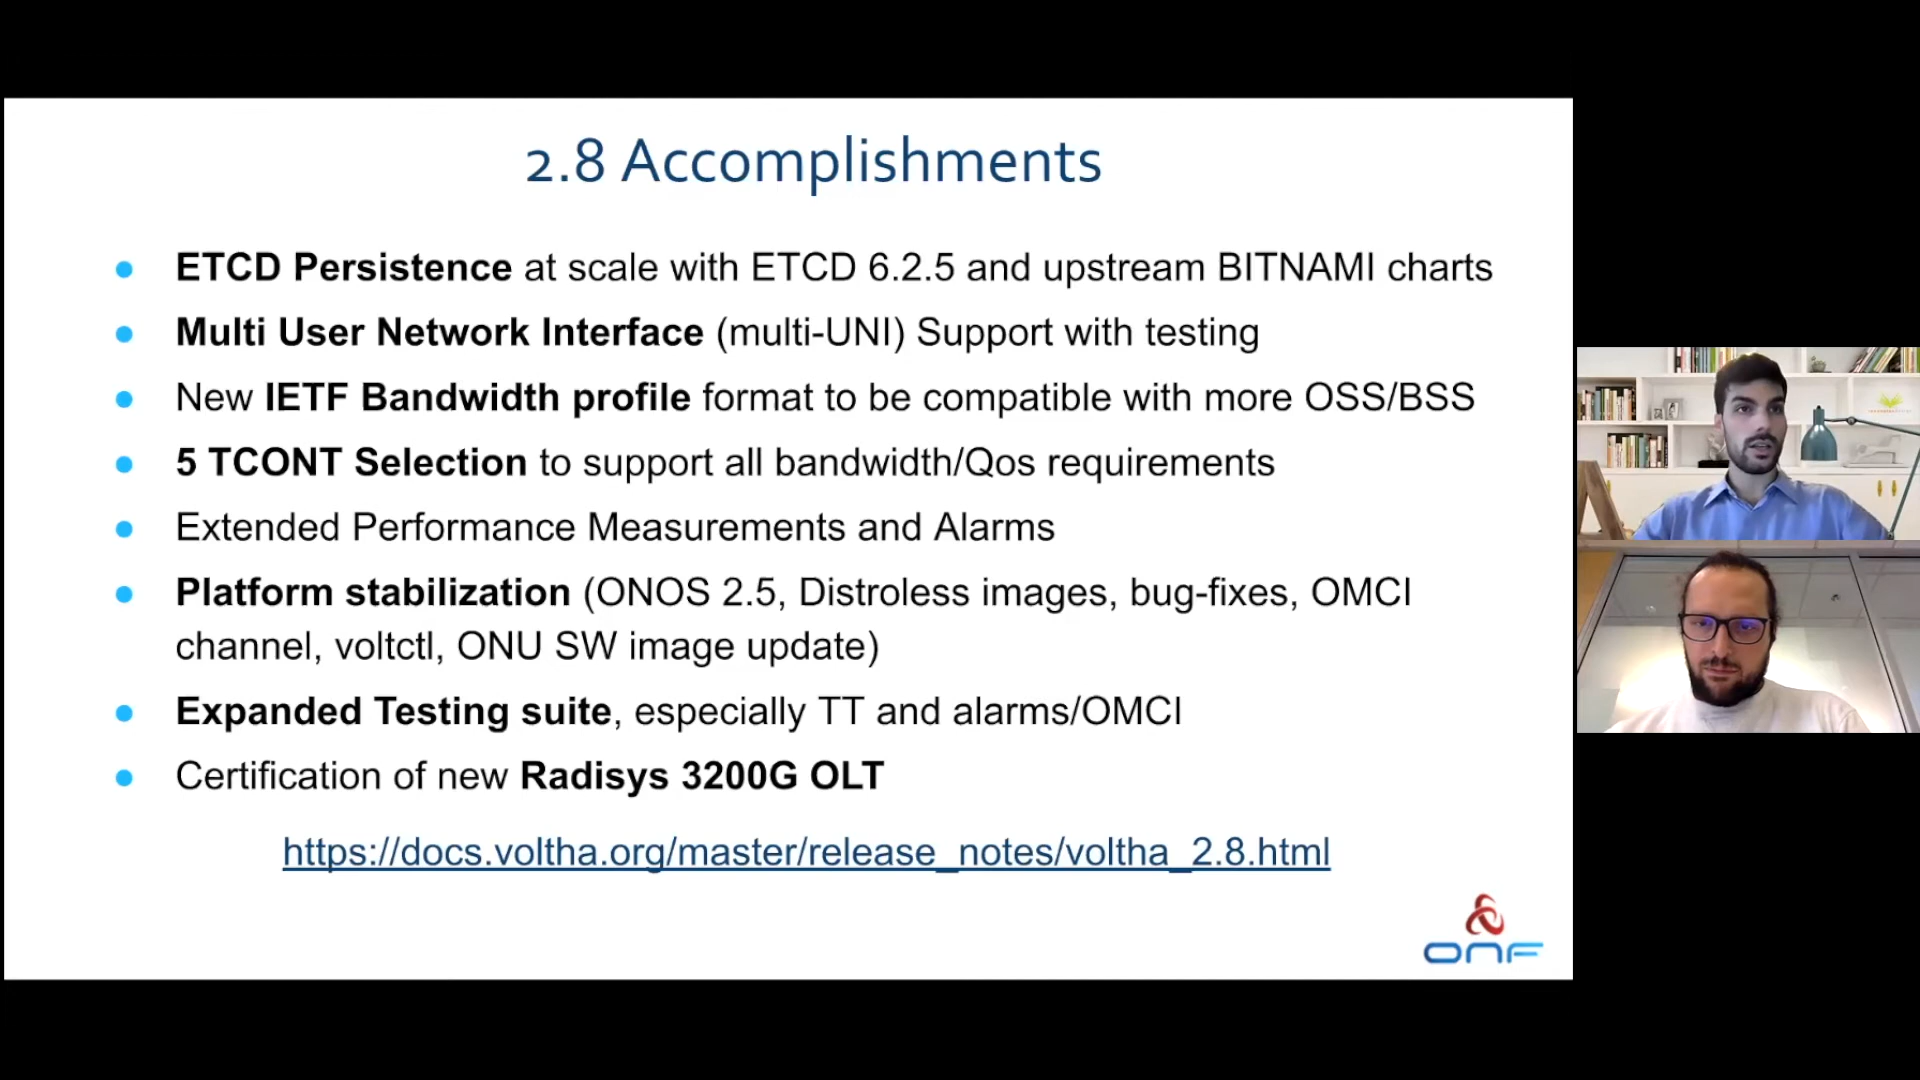 2.8 Accomplishments
ETCD Persistence at scale with ETCD 6.2.5 and upstream BITNAMI charts
Multi User Network Interface (multi-UNI) Support with testing
New IETF Bandwidth profile format to be compatible with more OSS/BSS
5 TCONT Selection to support all bandwidth/Qos requirements
Extended Performance Measurements and Alarms
Platform stabilization (ONOS 2.5, Distroless images, bug-fixes, OMCI
channel, voltctl, ONU SW image update)
Expanded Testing suite, especially TT and alarms/OMCI
Certification of new Radisys 3200G OLT
https://docs.voltha.org/master/release_notes/voltha_2.8.html
ONF